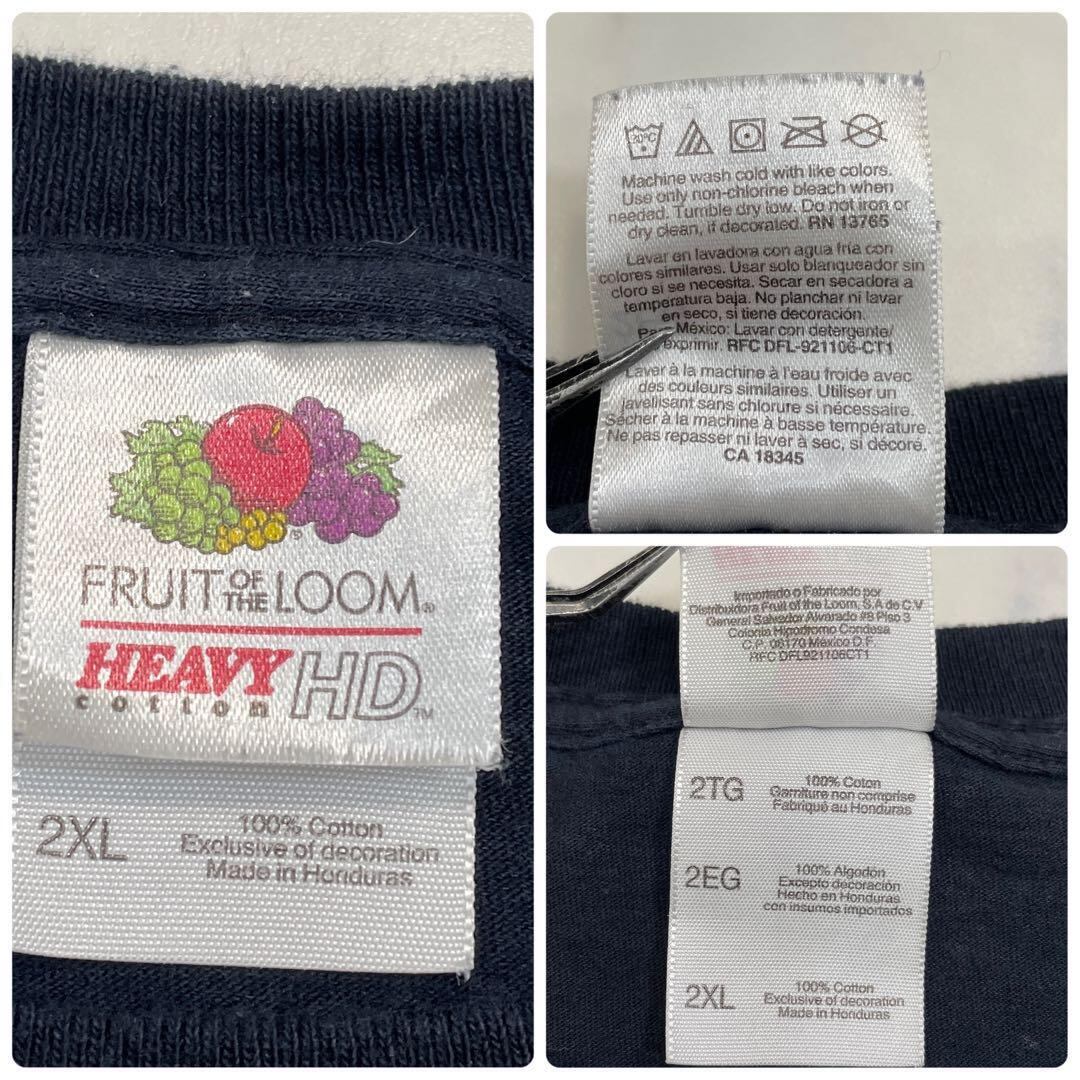 FRUIT OF THE LOOM®
HEAVY HD™
cotton
2XL
100% Cotton
Exclusive of decoration
Made in Honduras
30°C
Machine wash cold with like colors.
Use only non-chlorine bleach when
needed. Tumble dry low. Do not iron or
dry clean, if decorated. RN 13765
Lavar en lavadora con agua fría con
colores similares. Usar solo blanqueador sin
cloro si se necesita. Secar en secadora a
temperatura baja. No planchar ni lavar
en seco, si tiene decoración.
México: Lavar con detergente/
exprimir. RFC DFL-921106-CT1
Laver à la machine à l'eau froide avec
des couleurs similaires. Utiliser un
javellisant sans chlorure si nécessaire.
Sécher à la machine à basse température.
Ne pas repasser ni laver à sec, si décoré.
CA 18345
Importado o Fabricado por
Distribuidora Fruit of the Loom, S.A de C.V
General Salvador Alvarado #8 Piso 3
Colonia Hipodromo Condesa
C.P. 06170 México D.F.
RFC DFL921106CT1
2TG
100% Coton
Garniture non comprise
Fabriqué au Honduras
2EG
100% Algodón
Excepto decoración
Hecho en Honduras
con insumos importados
2XL
100% Cotton
Exclusive of decoration
Made in Honduras